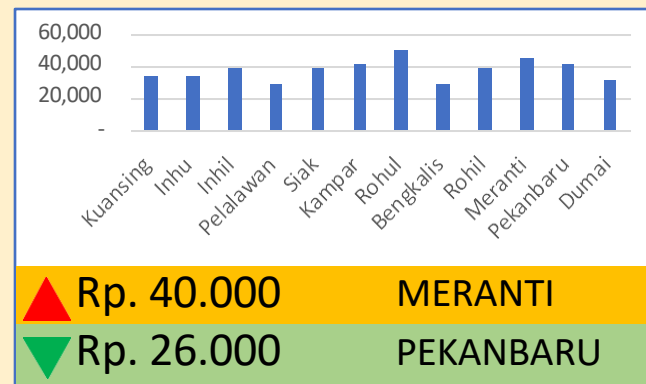 60,000
40,000
20,000
-
Kuansing
Inhu
Inhil
Pelalawan
Siak
Kampar
Rohul
Bengkalis
Rohil
Meranti
Pekanbaru
Dumai
Rp. 40.000 MERANTI
Rp. 26.000 PEKANBARU